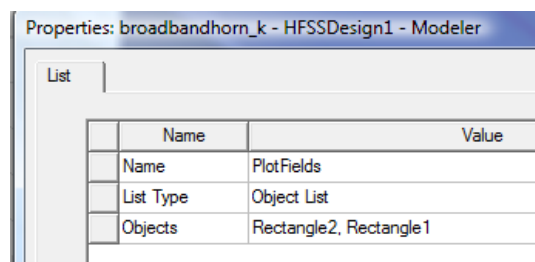 Properties: broadbandhorn_k - HFSSDesign1 - Modeler
List
Name Value
Name PlotFields
List Type Object List
Objects Rectangle2, Rectangle1